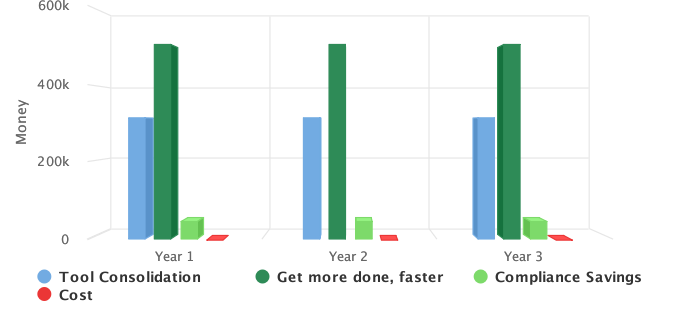 600k
400k
200k
0
Money
Year 1 Year 2 Year 3
Tool Consolidation Get more done, faster Compliance Savings
Cost